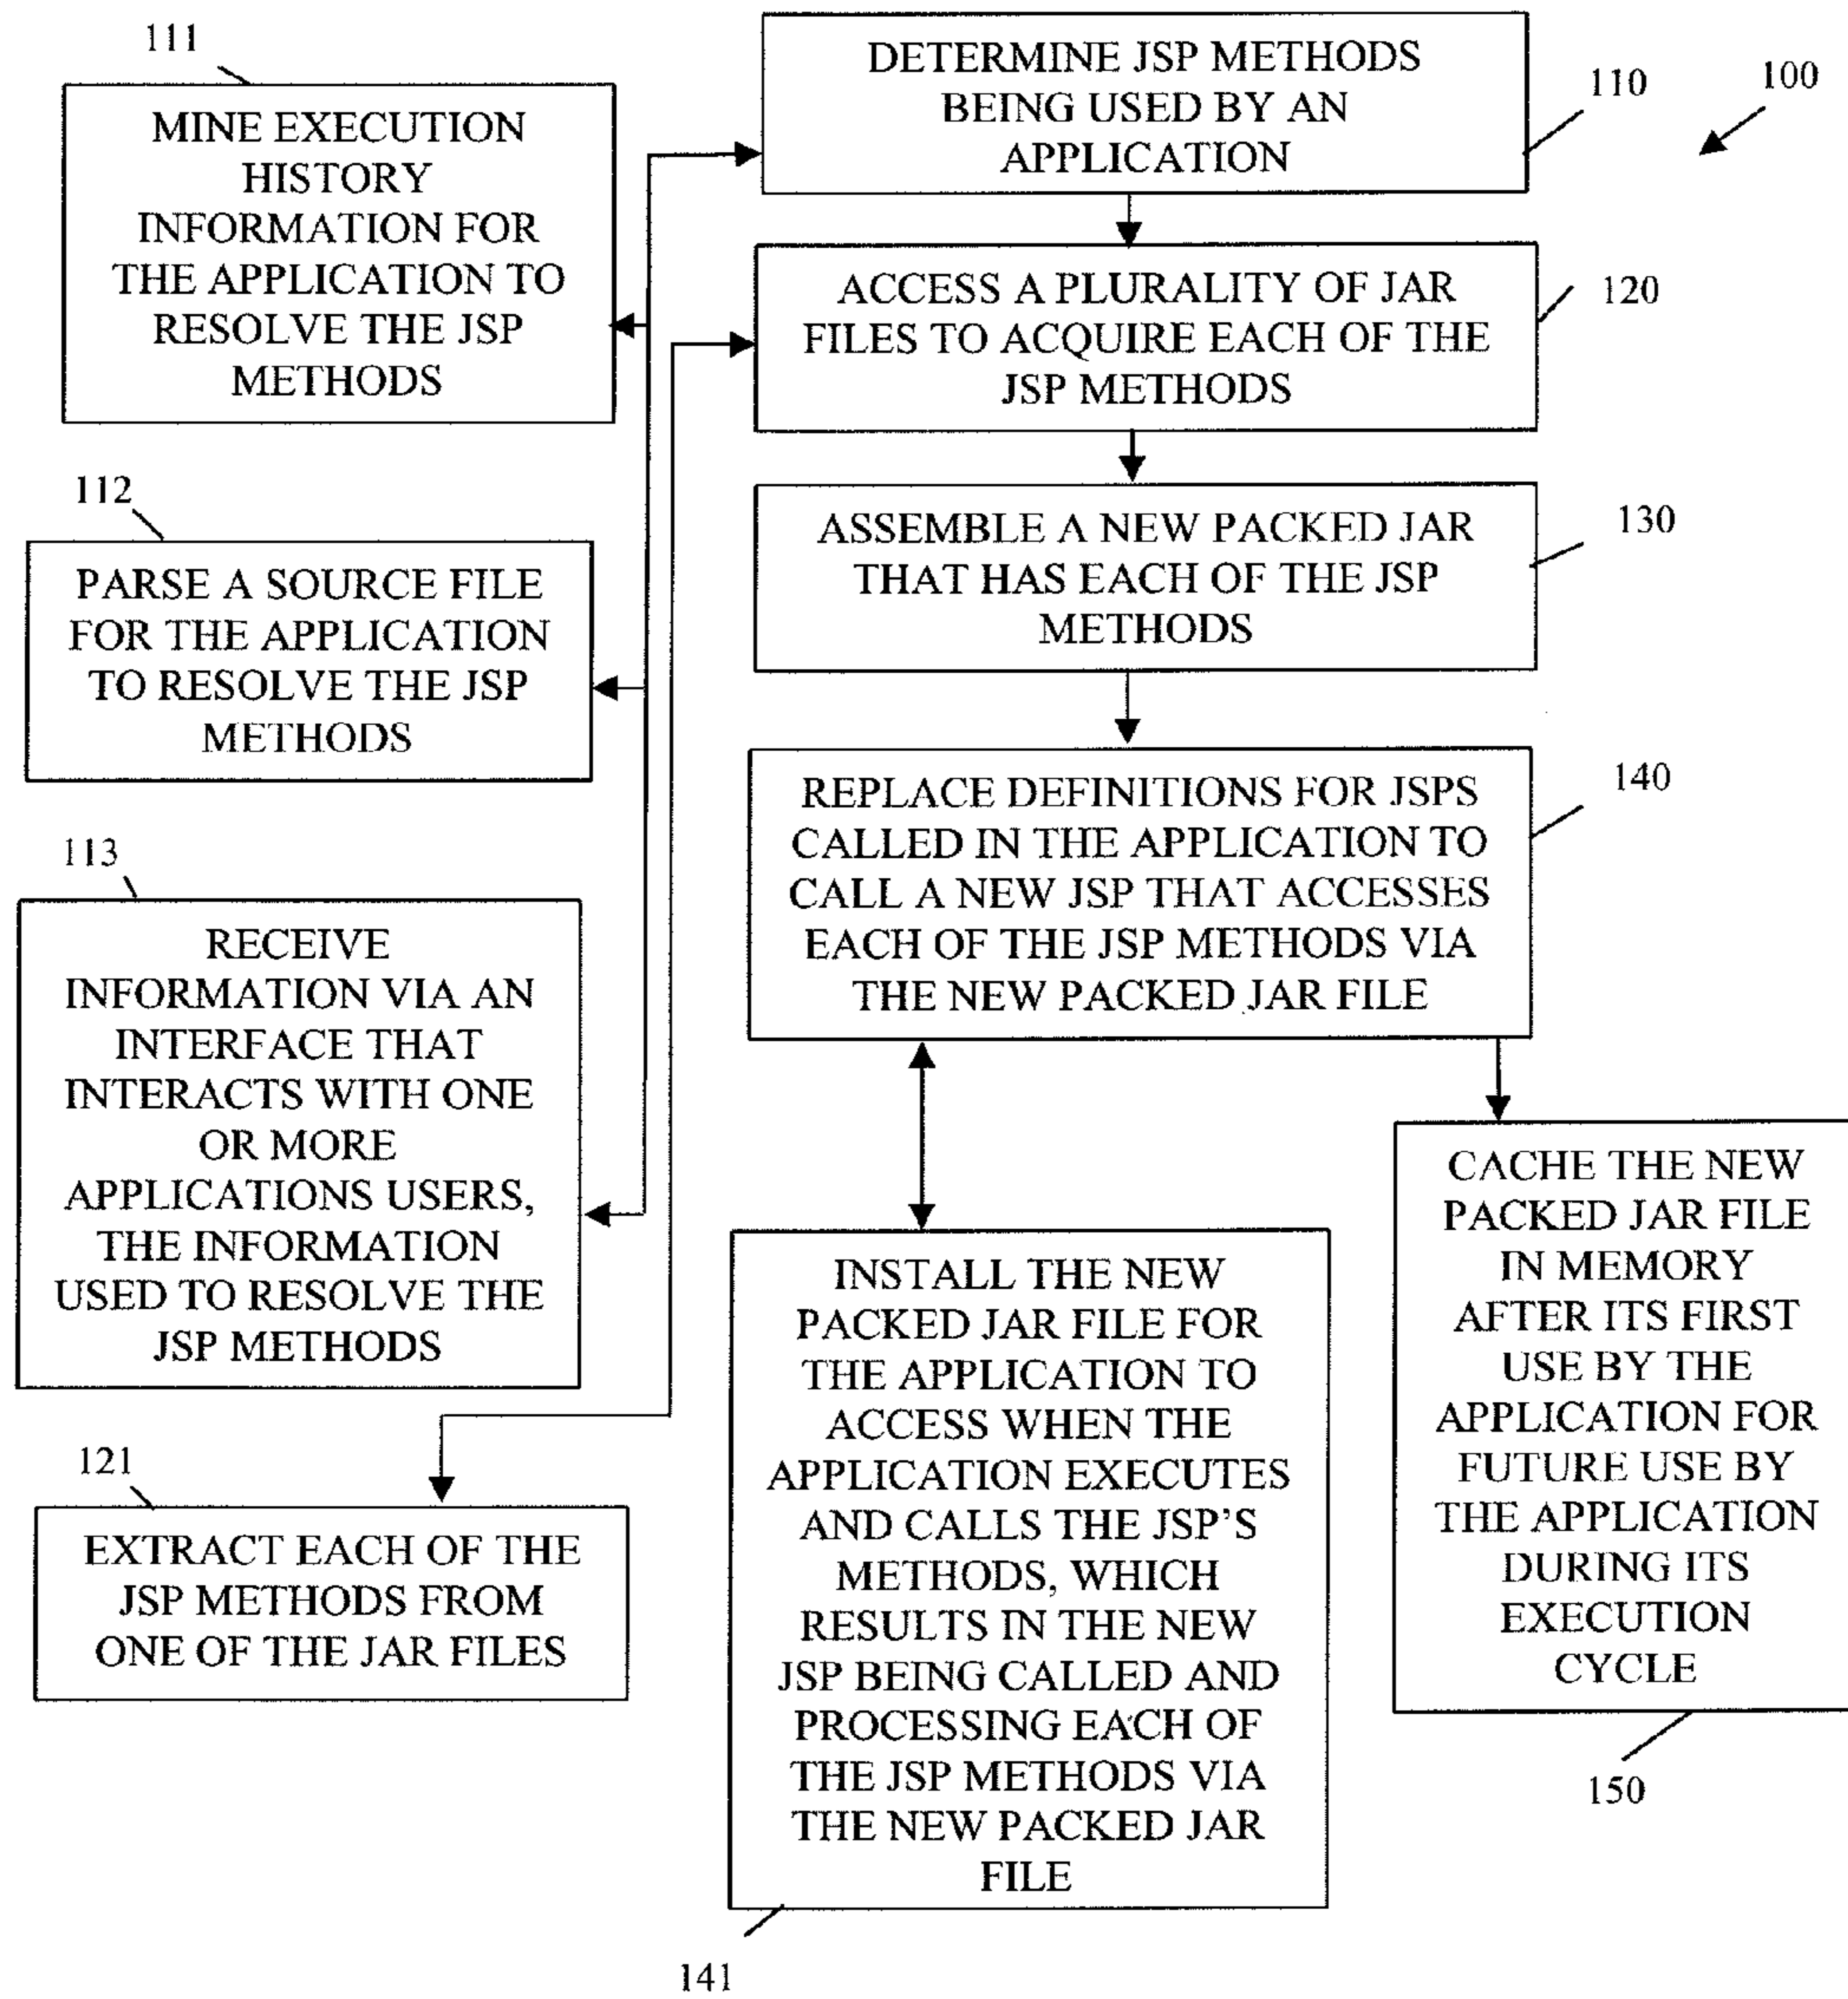 111
MINE EXECUTION
HISTORY
INFORMATION FOR
THE APPLICATION TO
RESOLVE THE JSP
METHODS
112
PARSE A SOURCE FILE
FOR THE APPLICATION
TO RESOLVE THE JSP
METHODS
113
RECEIVE
INFORMATION VIA AN
INTERFACE THAT
INTERACTS WITH ONE
OR MORE
APPLICATIONS USERS,
THE INFORMATION
USED TO RESOLVE THE
JSP METHODS
121
EXTRACT EACH OF THE
JSP METHODS FROM
ONE OF THE JAR FILES
DETERMINE JSP METHODS
BEING USED BY AN
APPLICATION
110
100
ACCESS A PLURALITY OF JAR
FILES TO ACQUIRE EACH OF THE
JSP METHODS
120
ASSEMBLE A NEW PACKED JAR
THAT HAS EACH OF THE JSP
METHODS
130
REPLACE DEFINITIONS FOR JSPS
CALLED IN THE APPLICATION TO
CALL A NEW JSP THAT ACCESSES
EACH OF THE JSP METHODS VIA
THE NEW PACKED JAR FILE
140
INSTALL THE NEW
PACKED JAR FILE FOR
THE APPLICATION TO
ACCESS WHEN THE
APPLICATION EXECUTES
AND CALLS THE JSP'S
METHODS, WHICH
RESULTS IN THE NEW
JSP BEING CALLED AND
PROCESSING EACH OF
THE JSP METHODS VIA
THE NEW PACKED JAR
FILE
141
CACHE THE NEW
PACKED JAR FILE
IN MEMORY
AFTER ITS FIRST
USE BY THE
APPLICATION FOR
FUTURE USE BY
THE APPLICATION
DURING ITS
EXECUTION
CYCLE
150